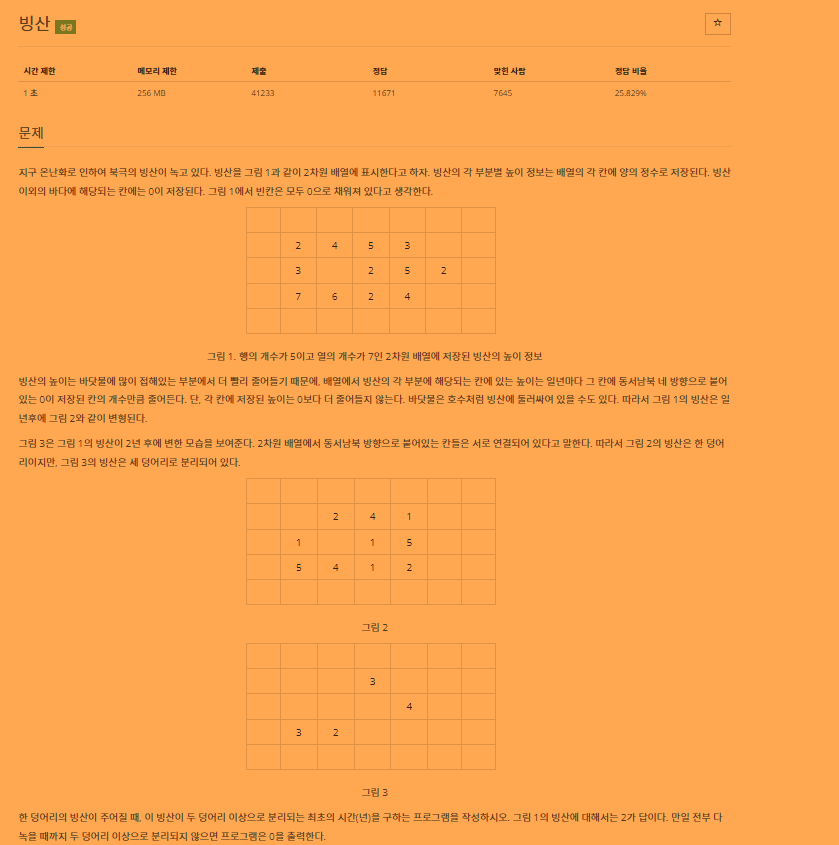 빙산 성공
☆
시간 제한 메모리 제한 제출 정답 맞힌 사람 정답 비율
1 초 256 MB 41233 11671 7645 25.829%
문제
지구 온난화로 인하여 북극의 빙산이 녹고 있다. 빙산을 그림 1과 같이 2차원 배열에 표시한다고 하자. 빙산의 각 부분별 높이 정보는 배열의 각 칸에 양의 정수로 저장된다. 빙산
이외의 바다에 해당되는 칸에는 0이 저장된다. 그림 1에서 빈칸은 모두 0으로 채워져 있다고 생각한다.
2 4 5 3
3 2 5 2
7 6 2 4
그림 1. 행의 개수가 5이고 열의 개수가 7인 2차원 배열에 저장된 빙산의 높이 정보
빙산의 높이는 바닷물에 많이 접해있는 부분에서 더 빨리 줄어들기 때문에, 배열에서 빙산의 각 부분에 해당되는 칸에 있는 높이는 일년마다 그 칸에 동서남북 네 방향으로 붙어
있는 0이 저장된 칸의 개수만큼 줄어든다. 단, 각 칸에 저장된 높이는 0보다 더 줄어들지 않는다. 바닷물은 호수처럼 빙산에 둘러싸여 있을 수도 있다. 따라서 그림 1의 빙산은 일
년후에 그림 2와 같이 변형된다.
그림 3은 그림 1의 빙산이 2년 후에 변한 모습을 보여준다. 2차원 배열에서 동서남북 방향으로 붙어있는 칸들은 서로 연결되어 있다고 말한다. 따라서 그림 2의 빙산은 한 덩어
리이지만, 그림 3의 빙산은 세 덩어리로 분리되어 있다.
2 4 1
1 1 5
5 4 1 2
그림 2
3
4
3 2
그림 3
한 덩어리의 빙산이 주어질 때, 이 빙산이 두 덩어리 이상으로 분리되는 최초의 시간(년)을 구하는 프로그램을 작성하시오. 그림 1의 빙산에 대해서는 2가 답이다. 만일 전부 다
녹을 때까지 두 덩어리 이상으로 분리되지 않으면 프로그램은 0을 출력한다.